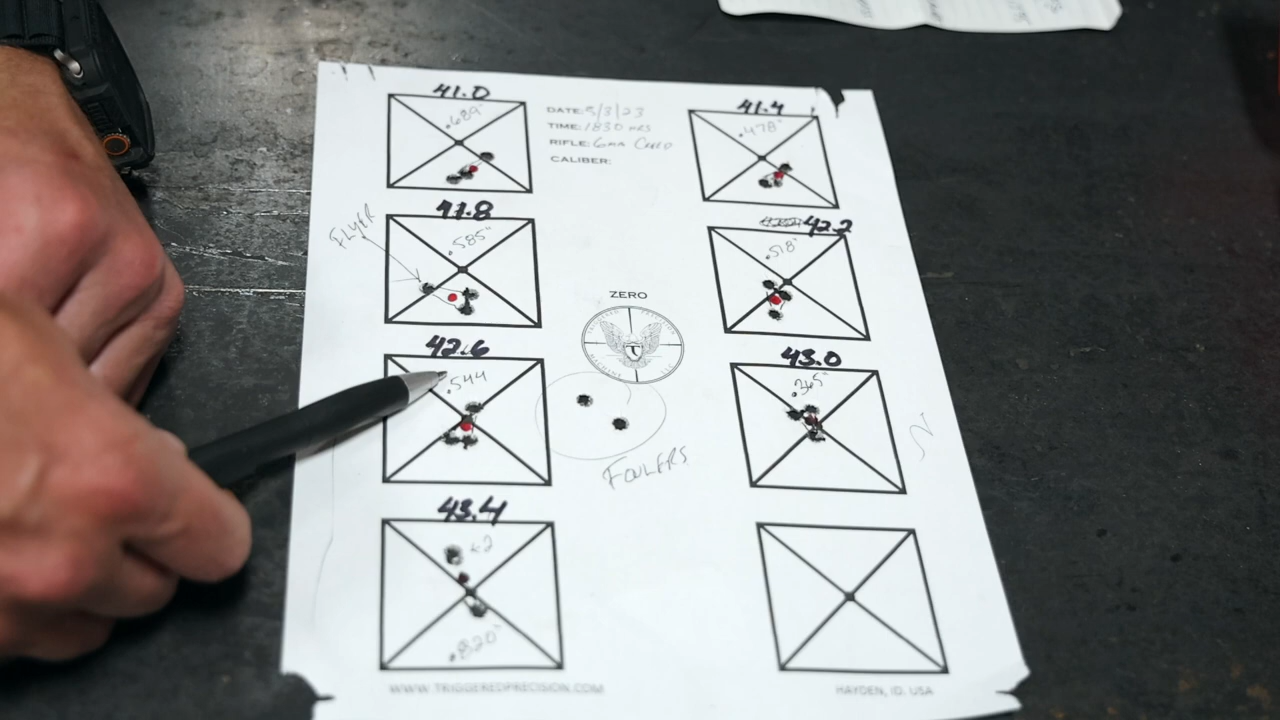 41.0
.689"
DATE: 5/3/23
TIME: 1830 HRS
RIFLE: 6MM CREED
CALIBER:
41.4
.478"
41.8
.585"
FLYER
42.2
.518"
ZERO
42.6
.544
43.0
.365"
FOULERS
43.4
x2
.820"
WWW.TRIGGEREDPRECISION.COM
HAYDEN, ID. USA